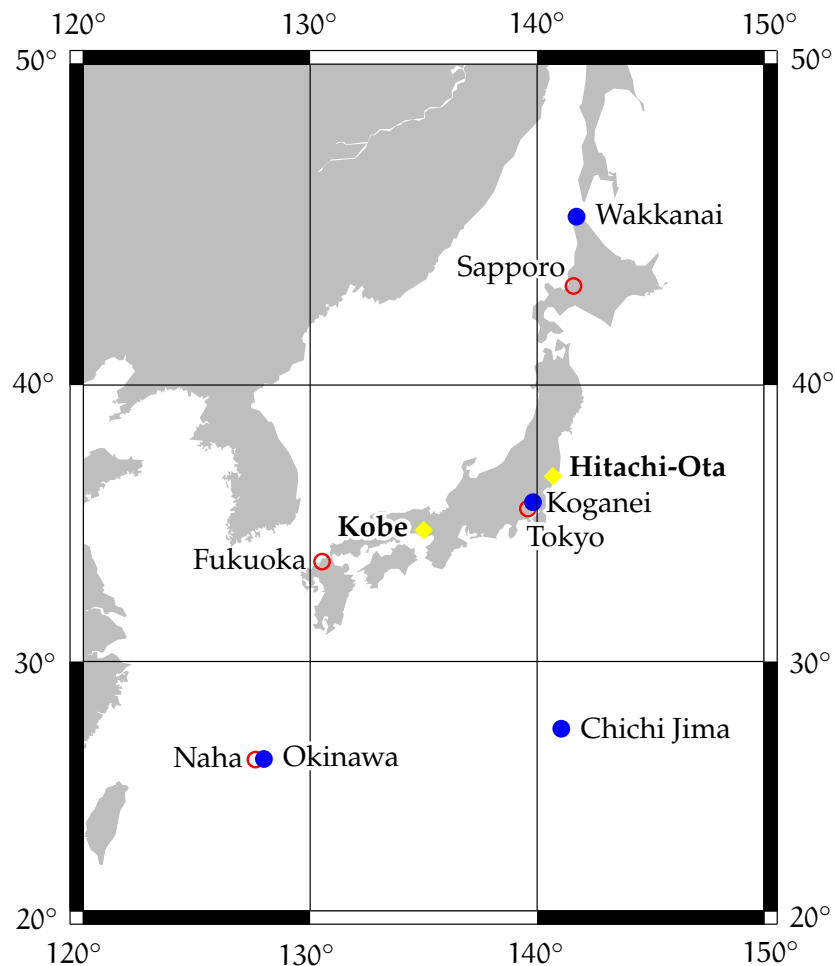 120° 130° 140° 150°
50° 50°
Wakkanai
Sapporo
40° 40°
Hitachi-Ota
Koganei
Kobe
Tokyo
Fukuoka
30° 30°
Chichi Jima
Naha Okinawa
20° 20°
120° 130° 140° 150°